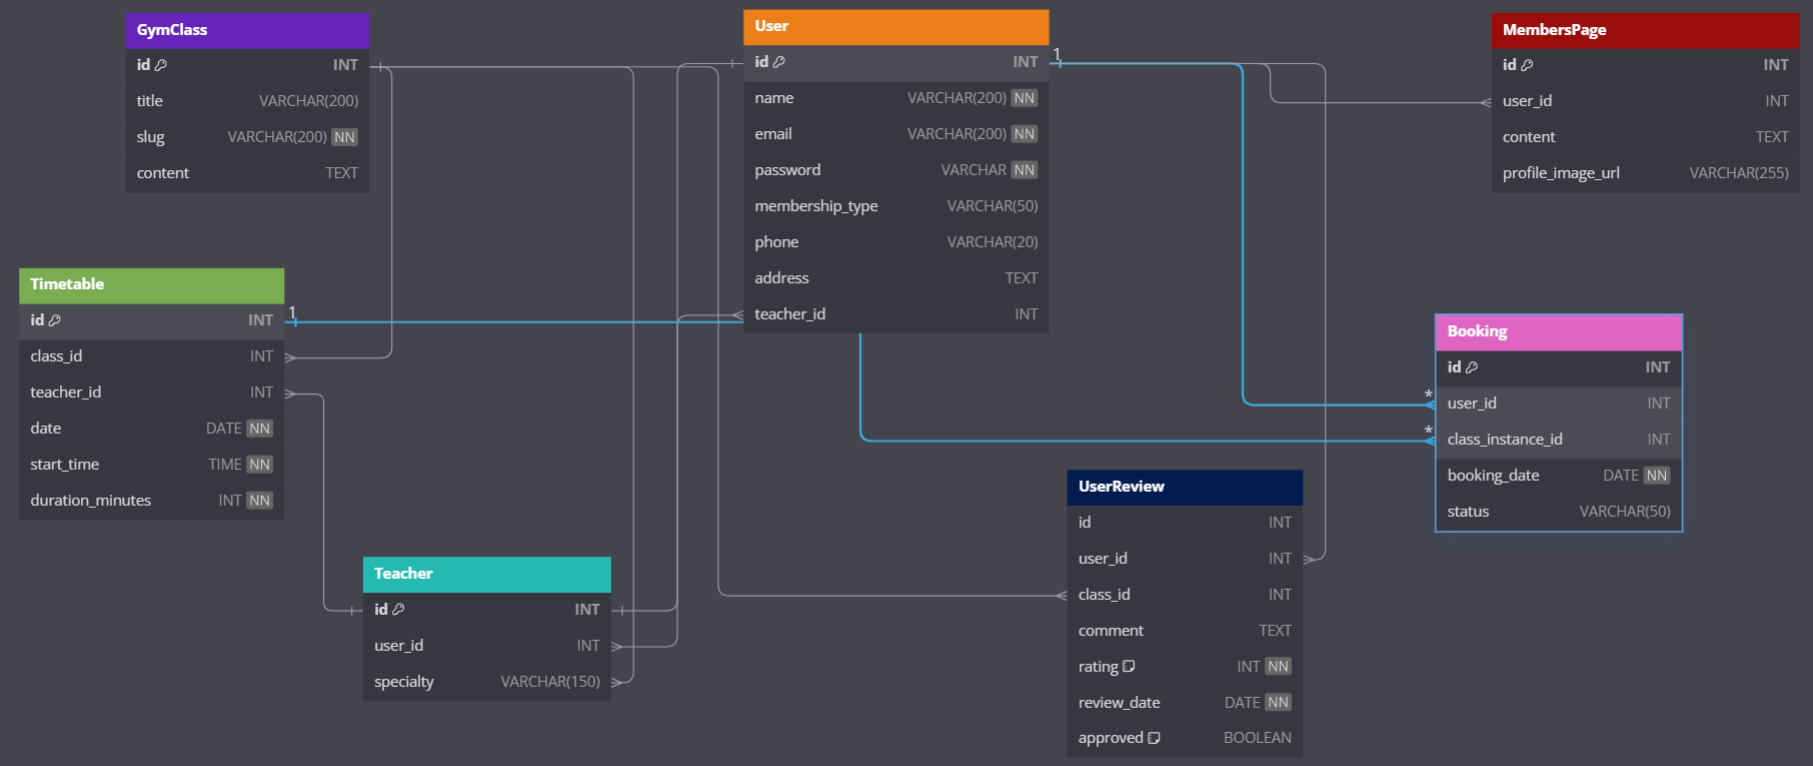 GymClass
id INT
title VARCHAR(200)
slug VARCHAR(200) NN
content TEXT
User
id INT 1
name VARCHAR(200) NN
email VARCHAR(200) NN
password VARCHAR NN
membership_type VARCHAR(50)
phone VARCHAR(20)
address TEXT
teacher_id INT
MembersPage
id INT
user_id INT
content TEXT
profile_image_url VARCHAR(255)
Timetable
id INT 1
class_id INT
teacher_id INT
date DATE NN
start_time TIME NN
duration_minutes INT NN
Booking
id INT
* user_id INT
* class_instance_id INT
booking_date DATE NN
status VARCHAR(50)
Teacher
id INT
user_id INT
specialty VARCHAR(150)
UserReview
id INT
user_id INT
class_id INT
comment TEXT
rating INT NN
review_date DATE NN
approved BOOLEAN